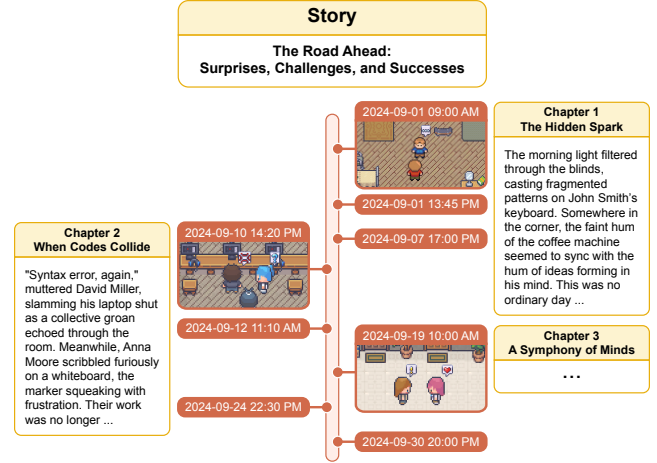 Story
The Road Ahead:
Surprises, Challenges, and Successes
2024-09-01 09:00 AM
Chapter 1
The Hidden Spark
The morning light filtered
through the blinds,
casting fragmented
patterns on John Smith's
keyboard. Somewhere in
the corner, the faint hum
of the coffee machine
seemed to sync with the
hum of ideas forming in
his mind. This was no
ordinary day ...
2024-09-01 13:45 PM
2024-09-07 17:00 PM
2024-09-10 14:20 PM
Chapter 2
When Codes Collide
"Syntax error, again,"
muttered David Miller,
slamming his laptop shut
as a collective groan
echoed through the
room. Meanwhile, Anna
Moore scribbled furiously
on a whiteboard, the
marker squeaking with
frustration. Their work
was no longer ...
2024-09-12 11:10 AM
2024-09-19 10:00 AM
Chapter 3
A Symphony of Minds
...
2024-09-24 22:30 PM
2024-09-30 20:00 PM